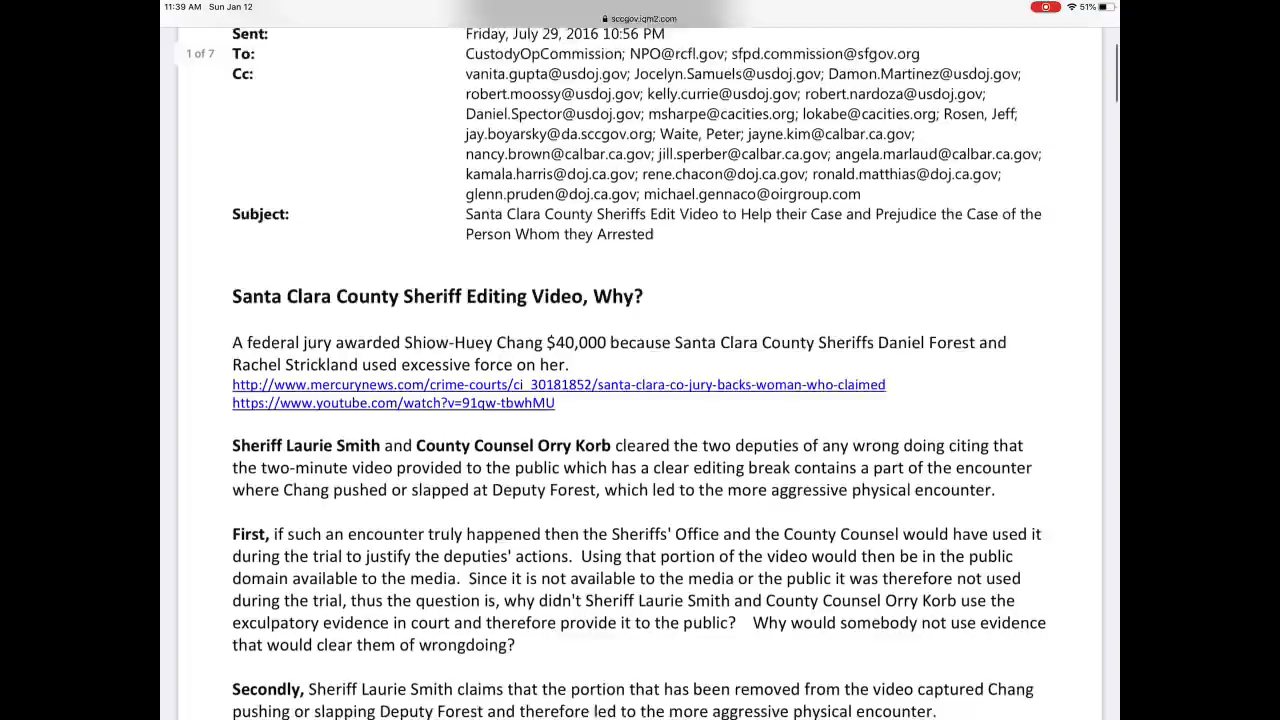 11:39 AM Sun Jan 12
51%
sccgov.iqm2.com
Sent: Friday, July 29, 2016 10:56 PM
1 of 7
To: CustodyOpCommission; NPO@rcfl.gov; sfpd.commission@sfgov.org
Cc: vanita.gupta@usdoj.gov; Jocelyn.Samuels@usdoj.gov; Damon.Martinez@usdoj.gov;
robert.moossy@usdoj.gov; kelly.currie@usdoj.gov; robert.nardoza@usdoj.gov;
Daniel.Spector@usdoj.gov; msharpe@cacities.org; lokabe@cacities.org; Rosen, Jeff;
jay.boyarsky@da.sccgov.org; Waite, Peter; jayne.kim@calbar.ca.gov;
nancy.brown@calbar.ca.gov; jill.sperber@calbar.ca.gov; angela.marlaud@calbar.ca.gov;
kamala.harris@doj.ca.gov; rene.chacon@doj.ca.gov; ronald.matthias@doj.ca.gov;
glenn.pruden@doj.ca.gov; michael.gennaco@oirgroup.com
Subject: Santa Clara County Sheriffs Edit Video to Help their Case and Prejudice the Case of the
Person Whom they Arrested
Santa Clara County Sheriff Editing Video, Why?
A federal jury awarded Shiow-Huey Chang $40,000 because Santa Clara County Sheriffs Daniel Forest and
Rachel Strickland used excessive force on her.
http://www.mercurynews.com/crime-courts/ci_30181852/santa-clara-co-jury-backs-woman-who-claimed
https://www.youtube.com/watch?v=91qw-tbwhMU
Sheriff Laurie Smith and County Counsel Orry Korb cleared the two deputies of any wrong doing citing that
the two-minute video provided to the public which has a clear editing break contains a part of the encounter
where Chang pushed or slapped at Deputy Forest, which led to the more aggressive physical encounter.
First, if such an encounter truly happened then the Sheriffs' Office and the County Counsel would have used it
during the trial to justify the deputies' actions. Using that portion of the video would then be in the public
domain available to the media. Since it is not available to the media or the public it was therefore not used
during the trial, thus the question is, why didn't Sheriff Laurie Smith and County Counsel Orry Korb use the
exculpatory evidence in court and therefore provide it to the public? Why would somebody not use evidence
that would clear them of wrongdoing?
Secondly, Sheriff Laurie Smith claims that the portion that has been removed from the video captured Chang
pushing or slapping Deputy Forest and therefore led to the more aggressive physical encounter.